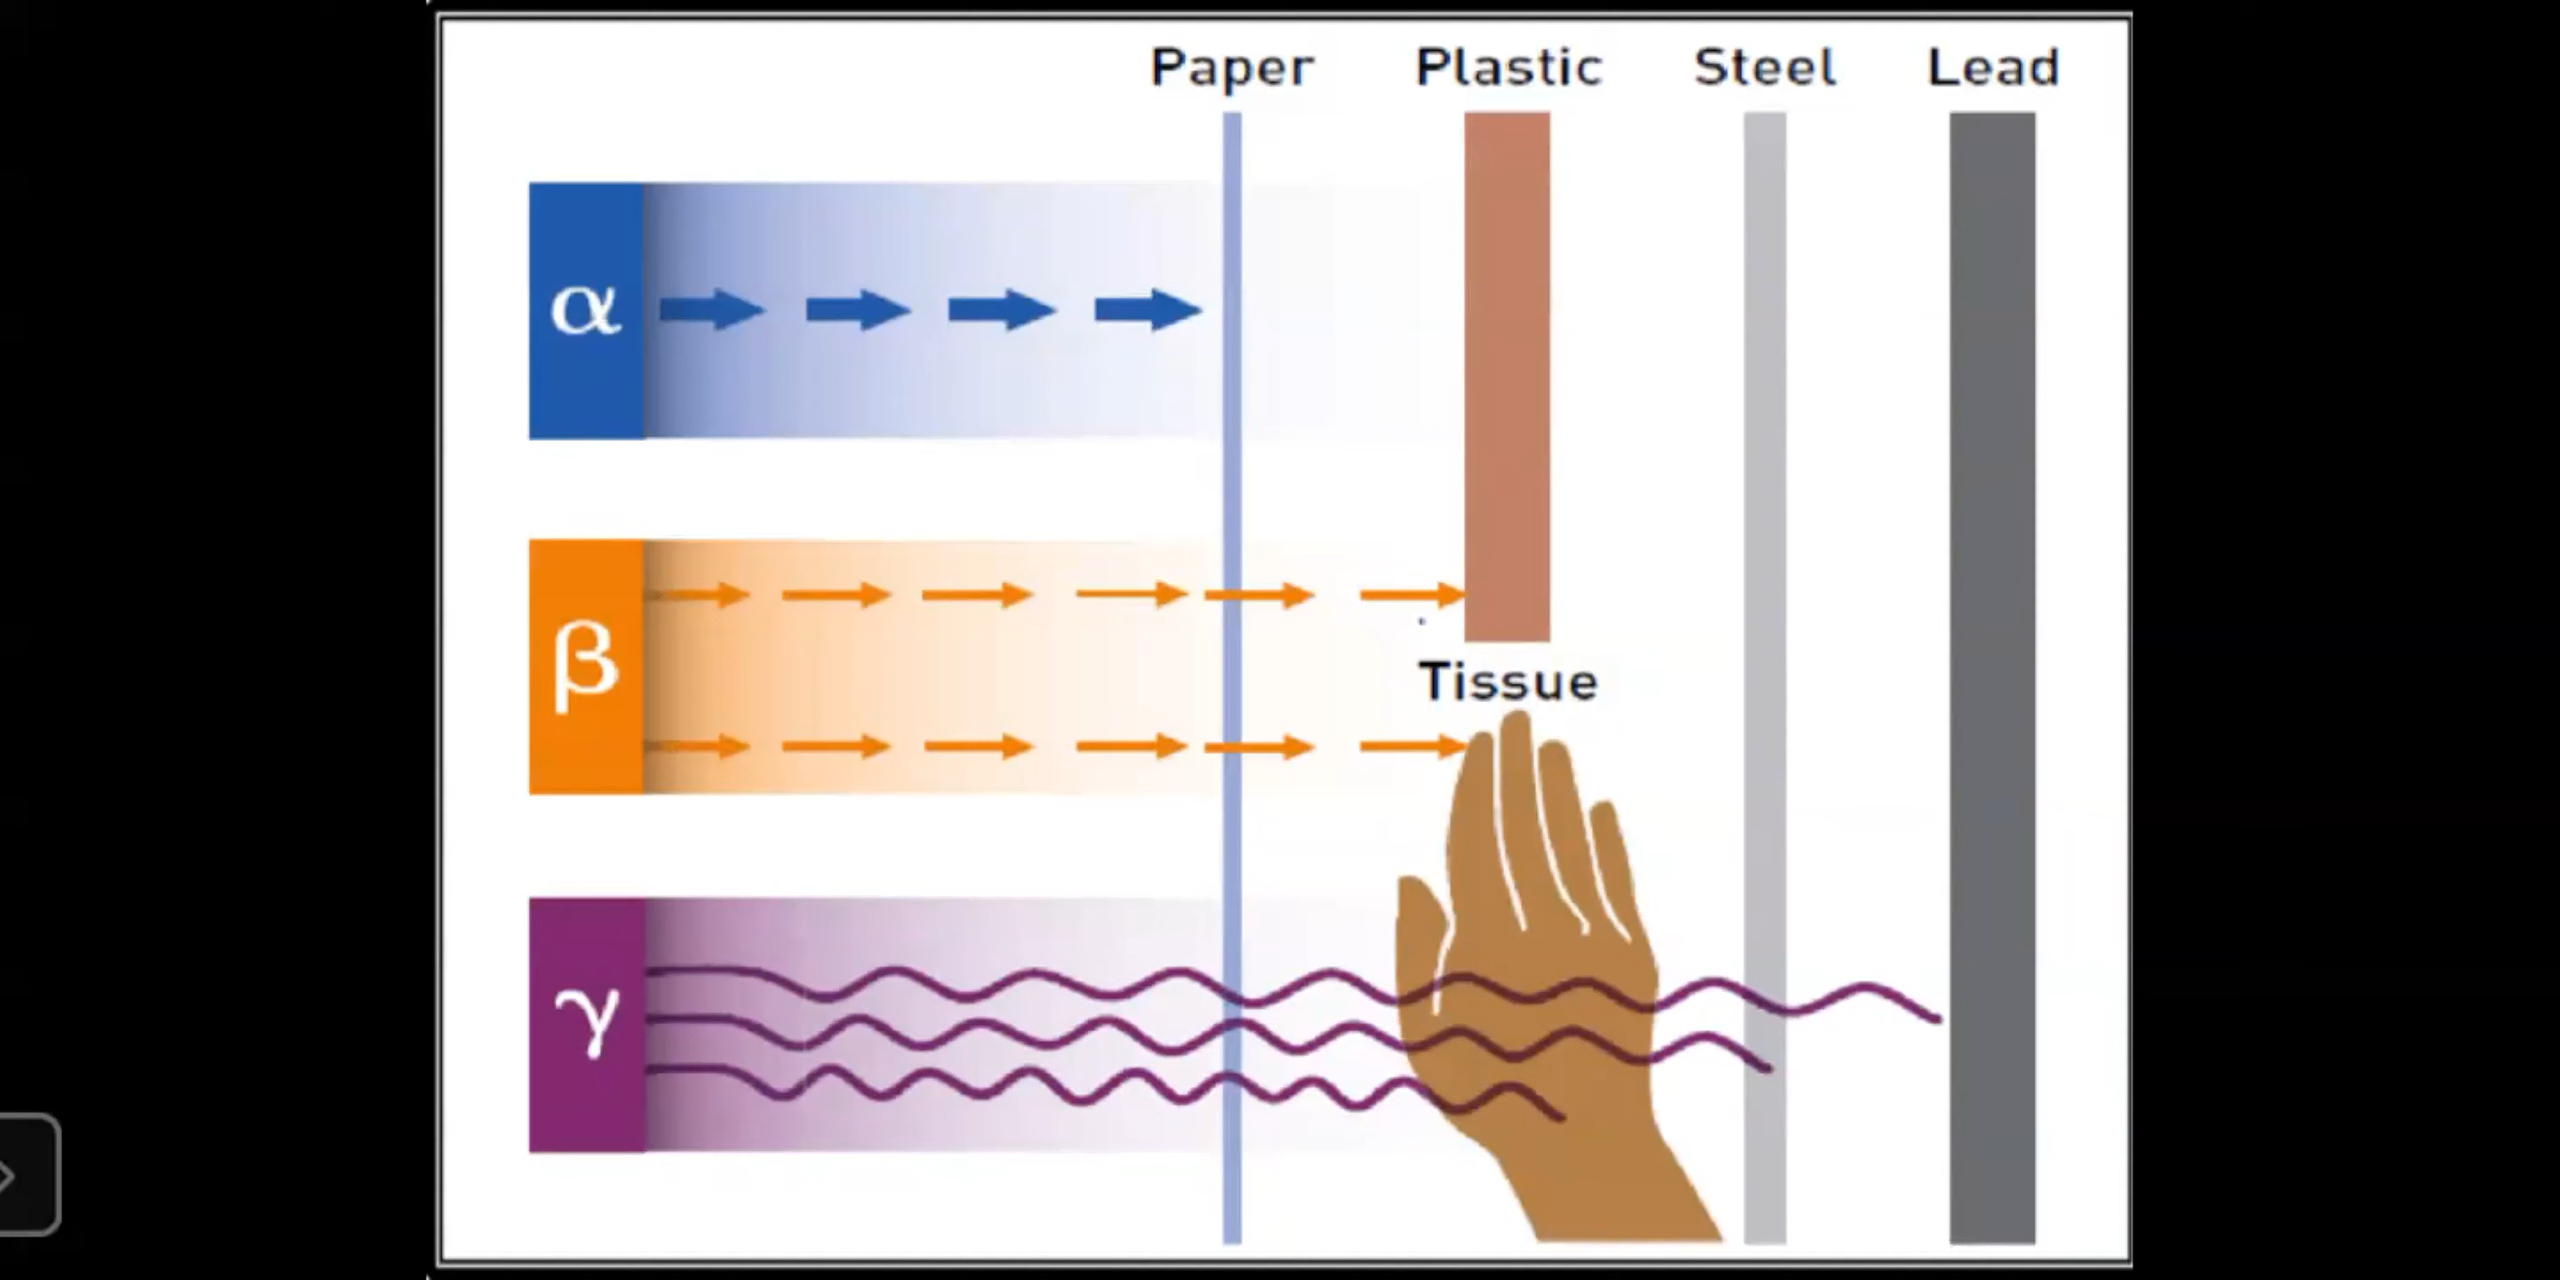 Paper Plastic Steel Lead
α
β
Tissue
γ